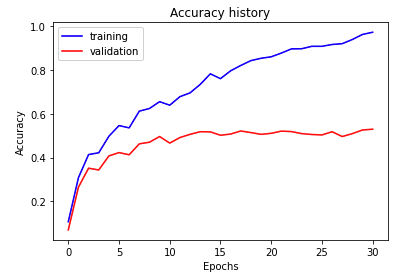 Accuracy history
training
validation
Accuracy
1.0
0.8
0.6
0.4
0.2
0 5 10 15 20 25 30
Epochs